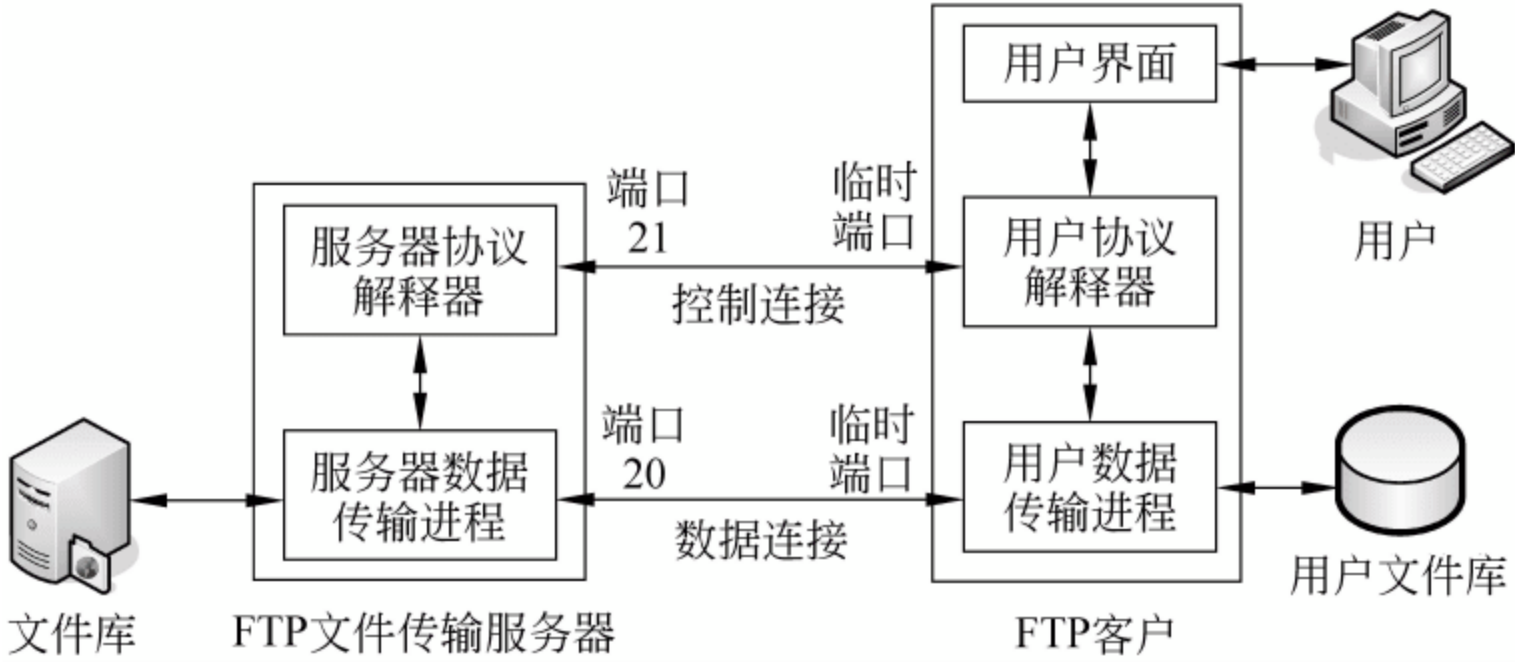 用户界面
用户
端口
21
临时
端口
服务器协议
解释器
控制连接
用户协议
解释器
端口
20
临时
端口
服务器数据
传输进程
数据连接
用户数据
传输进程
文件库
FTP文件传输服务器
FTP客户
用户文件库